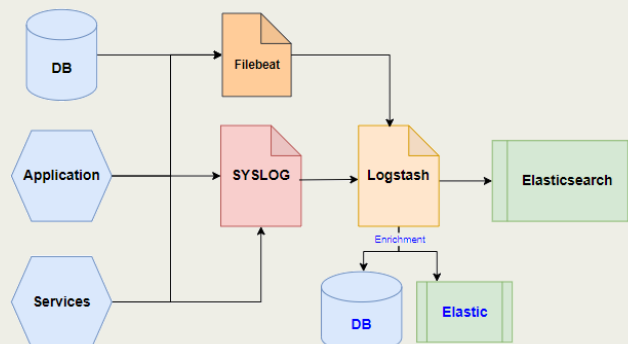 DB
Filebeat
Application
SYSLOG
Logstash
Elasticsearch
Enrichment
Services
DB
Elastic